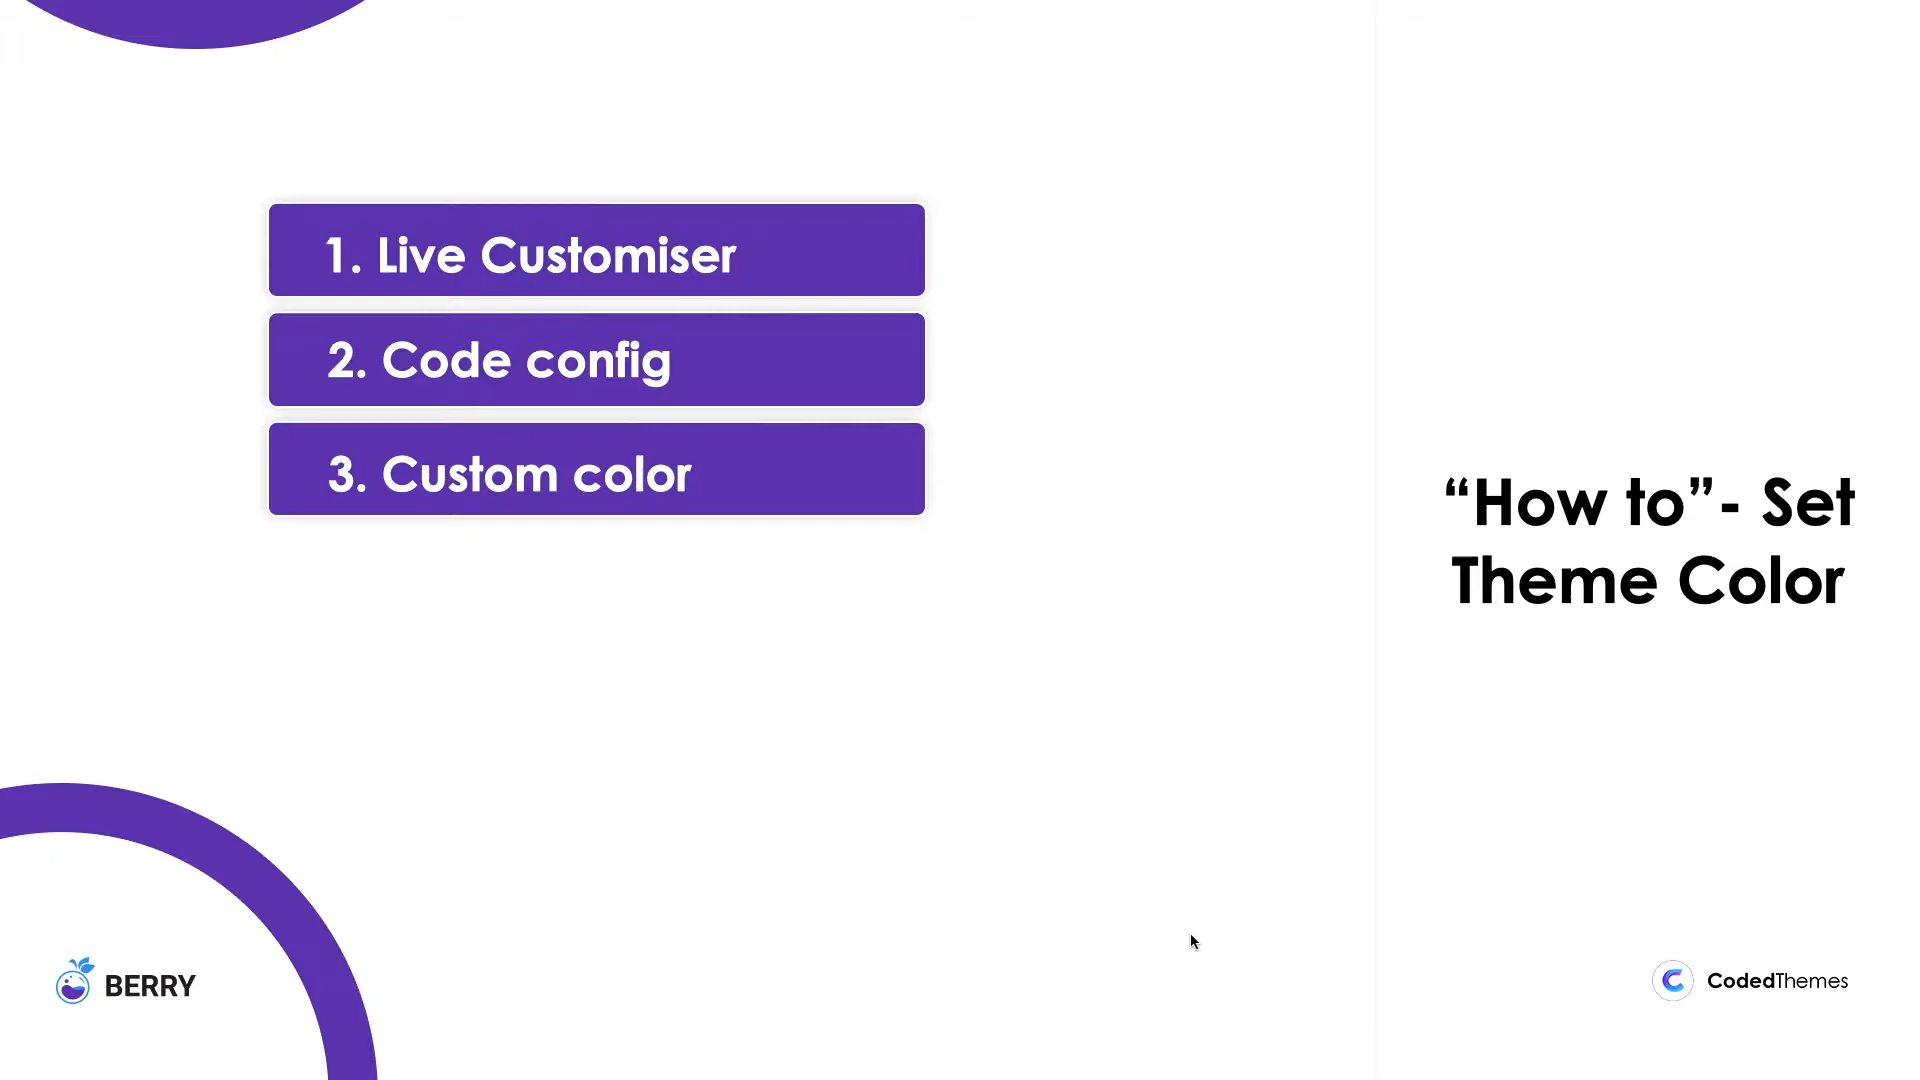 1. Live Customiser
2. Code config
3. Custom color
“How to”- Set
Theme Color
BERRY
CodedThemes